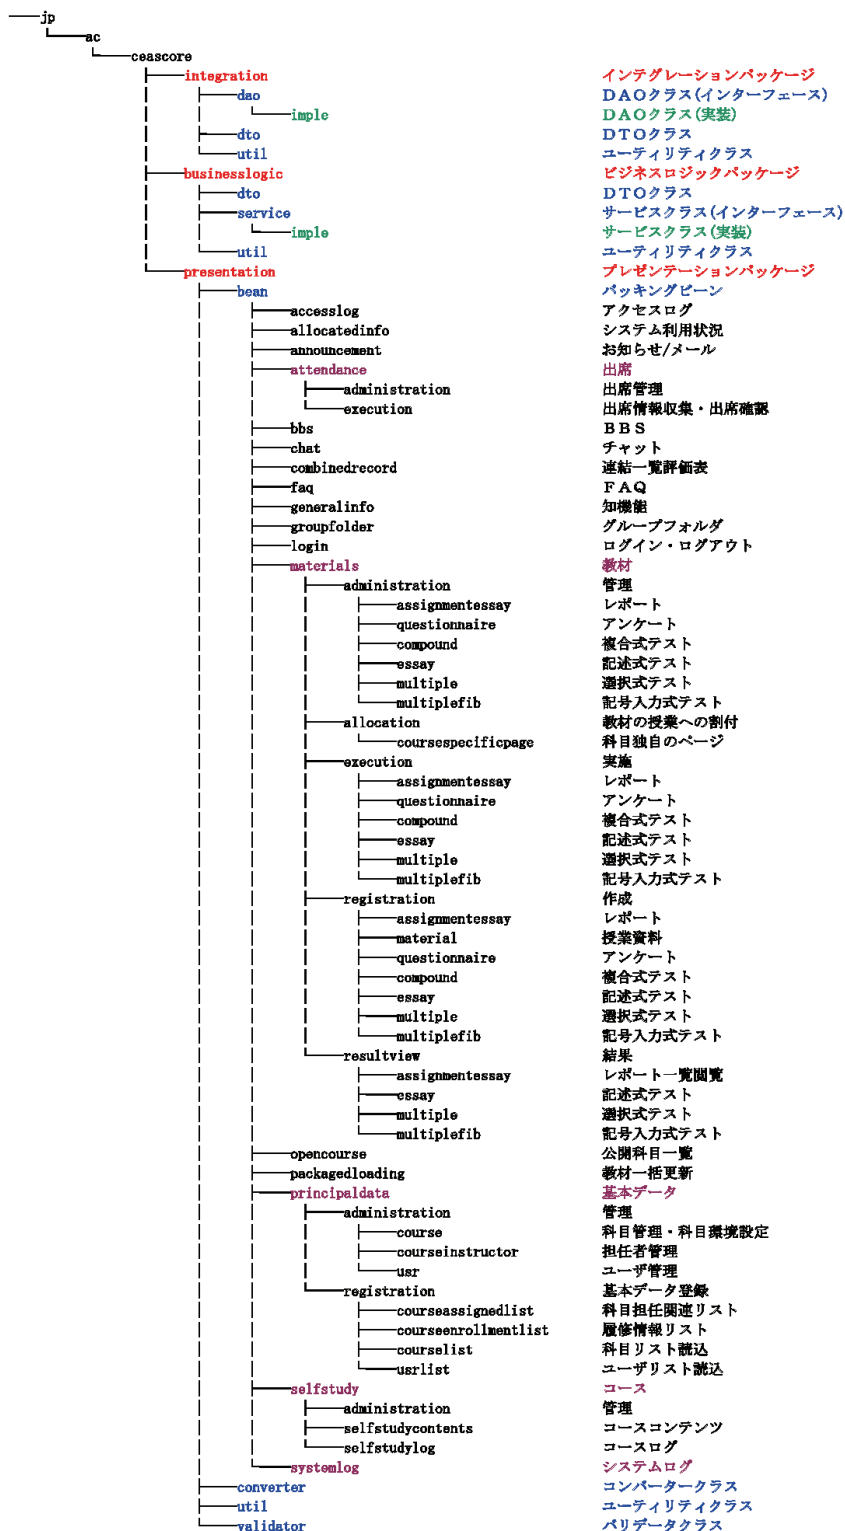 jp
ac
ceascore
integration インテグレーションパッケージ
dao DAOクラス(インターフェース)
imple DAOクラス(実装)
dto DTOクラス
util ユーティリティクラス
businesslogic ビジネスロジックパッケージ
dto DTOクラス
service サービスクラス(インターフェース)
imple サービスクラス(実装)
util ユーティリティクラス
presentation プレゼンテーションパッケージ
bean バッキングビーン
accesslog アクセスログ
allocatedinfo システム利用状況
announcement お知らせ/メール
attendance 出席
administration 出席管理
execution 出席情報収集・出席確認
bbs BBS
chat チャット
combinedrecord 連結一覧評価表
faq FAQ
generalinfo 知機能
groupfolder グループフォルダ
login ログイン・ログアウト
materials 教材
administration 管理
assignmentessay レポート
questionnaire アンケート
compound 複合式テスト
essay 記述式テスト
multiple 選択式テスト
multiplefib 記号入力式テスト
allocation 教材の授業への割付
coursespecificpage 科目独自のページ
execution 実施
assignmentessay レポート
questionnaire アンケート
compound 複合式テスト
essay 記述式テスト
multiple 選択式テスト
multiplefib 記号入力式テスト
registration 作成
assignmentessay レポート
material 授業資料
questionnaire アンケート
compound 複合式テスト
essay 記述式テスト
multiple 選択式テスト
multiplefib 記号入力式テスト
resultview 結果
assignmentessay レポート一覧閲覧
essay 記述式テスト
multiple 選択式テスト
multiplefib 記号入力式テスト
opencourse 公開科目一覧
packagedloading 教材一括更新
principaldata 基本データ
administration 管理
course 科目管理・科目環境設定
courseinstructor 担任者管理
usr ユーザ管理
registration 基本データ登録
courseassignedlist 科目担任関連リスト
courseenrollmentlist 履修情報リスト
courselist 科目リスト読込
usrlist ユーザリスト読込
selfstudy コース
administration 管理
selfstudycontents コースコンテンツ
selfstudylog コースログ
systemlog システムログ
converter コンバータークラス
util ユーティリティクラス
validator バリデータクラス